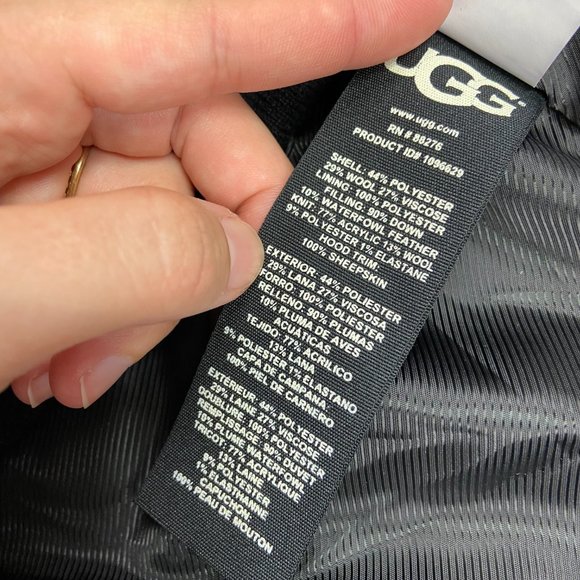 UGG
www.ugg.com
RN # 88276
PRODUCT ID# 1096629
SHELL: 44% POLYESTER
29% WOOL 27% VISCOSE
LINING: 100% POLYESTER
FILLING: 90% DOWN
10% WATERFOWL FEATHER
KNIT: 77% ACRYLIC 13% WOOL
9% POLYESTER 1% ELASTANE
HOOD TRIM:
100% SHEEPSKIN
EXTERIOR: 44% POLIESTER
29% LANA 27% VISCOSA
FORRO: 100% POLIESTER
RELLENO: 90% PLUMAS
10% PLUMA DE AVES
ACUATICAS
TEJIDO: 77% ACRILICO
13% LANA
9% POLIESTER 1% ELASTANO
CAPA DE CAMPANA:
100% PIEL DE CARNERO
EXTERIEUR: 44% POLYESTER
29% LAINE 27% VISCOSE
DOUBLURE: 100% POLYESTER
REMPLISSAGE: 90% DUVET
10% PLUME WATERFOWL
TRICOT: 77% ACRYLIQUE
13% LAINE
9% POLYESTER
1% ELASTHANNE
CAPUCHON:
100% PEAU DE MOUTON